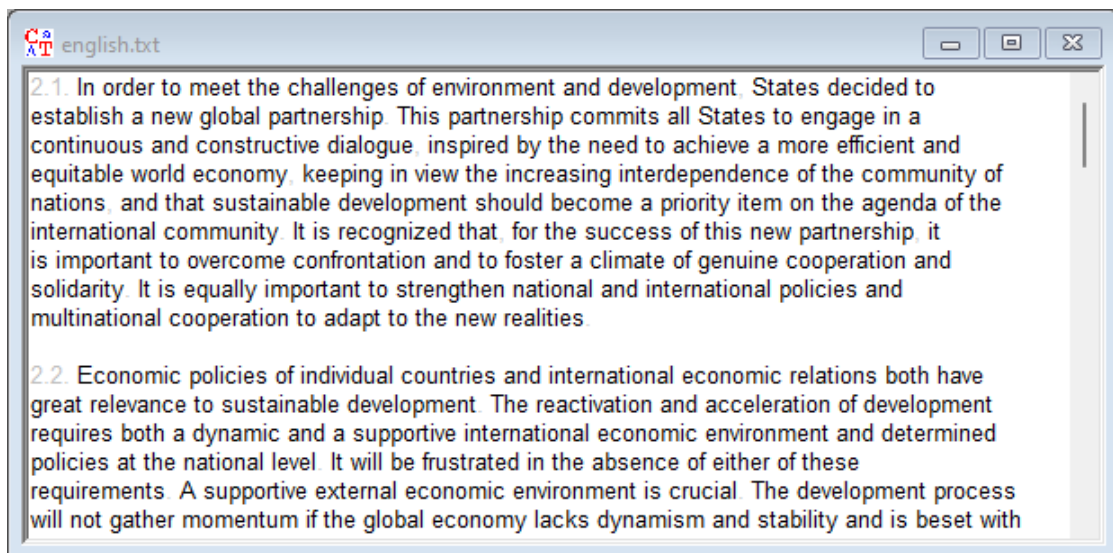 english.txt
2.1. In order to meet the challenges of environment and development, States decided to
establish a new global partnership. This partnership commits all States to engage in a
continuous and constructive dialogue, inspired by the need to achieve a more efficient and
equitable world economy, keeping in view the increasing interdependence of the community of
nations, and that sustainable development should become a priority item on the agenda of the
international community. It is recognized that, for the success of this new partnership, it
is important to overcome confrontation and to foster a climate of genuine cooperation and
solidarity. It is equally important to strengthen national and international policies and
multinational cooperation to adapt to the new realities.
2.2. Economic policies of individual countries and international economic relations both have
great relevance to sustainable development. The reactivation and acceleration of development
requires both a dynamic and a supportive international economic environment and determined
policies at the national level. It will be frustrated in the absence of either of these
requirements. A supportive external economic environment is crucial. The development process
will not gather momentum if the global economy lacks dynamism and stability and is beset with